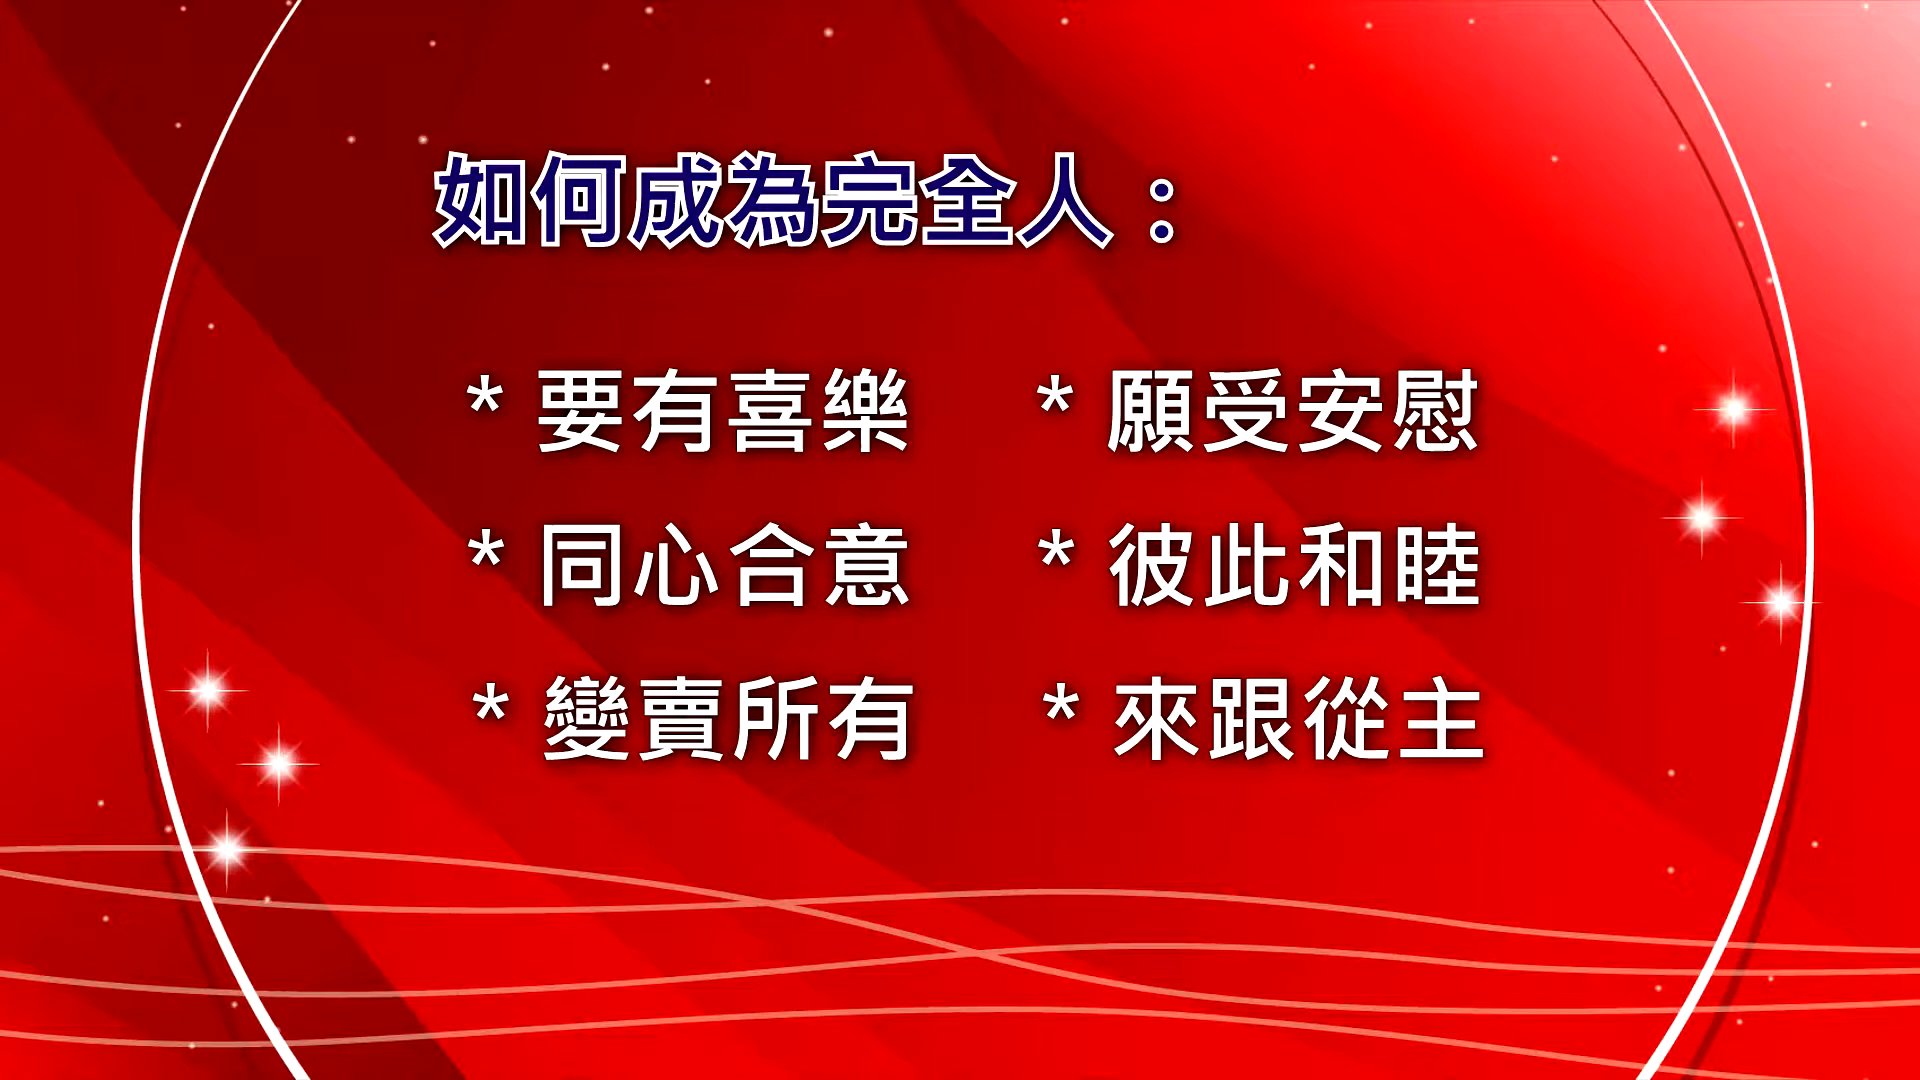 如何成為完全人：
* 要有喜樂 * 願受安慰
* 同心合意 * 彼此和睦
* 變賣所有 * 來跟從主